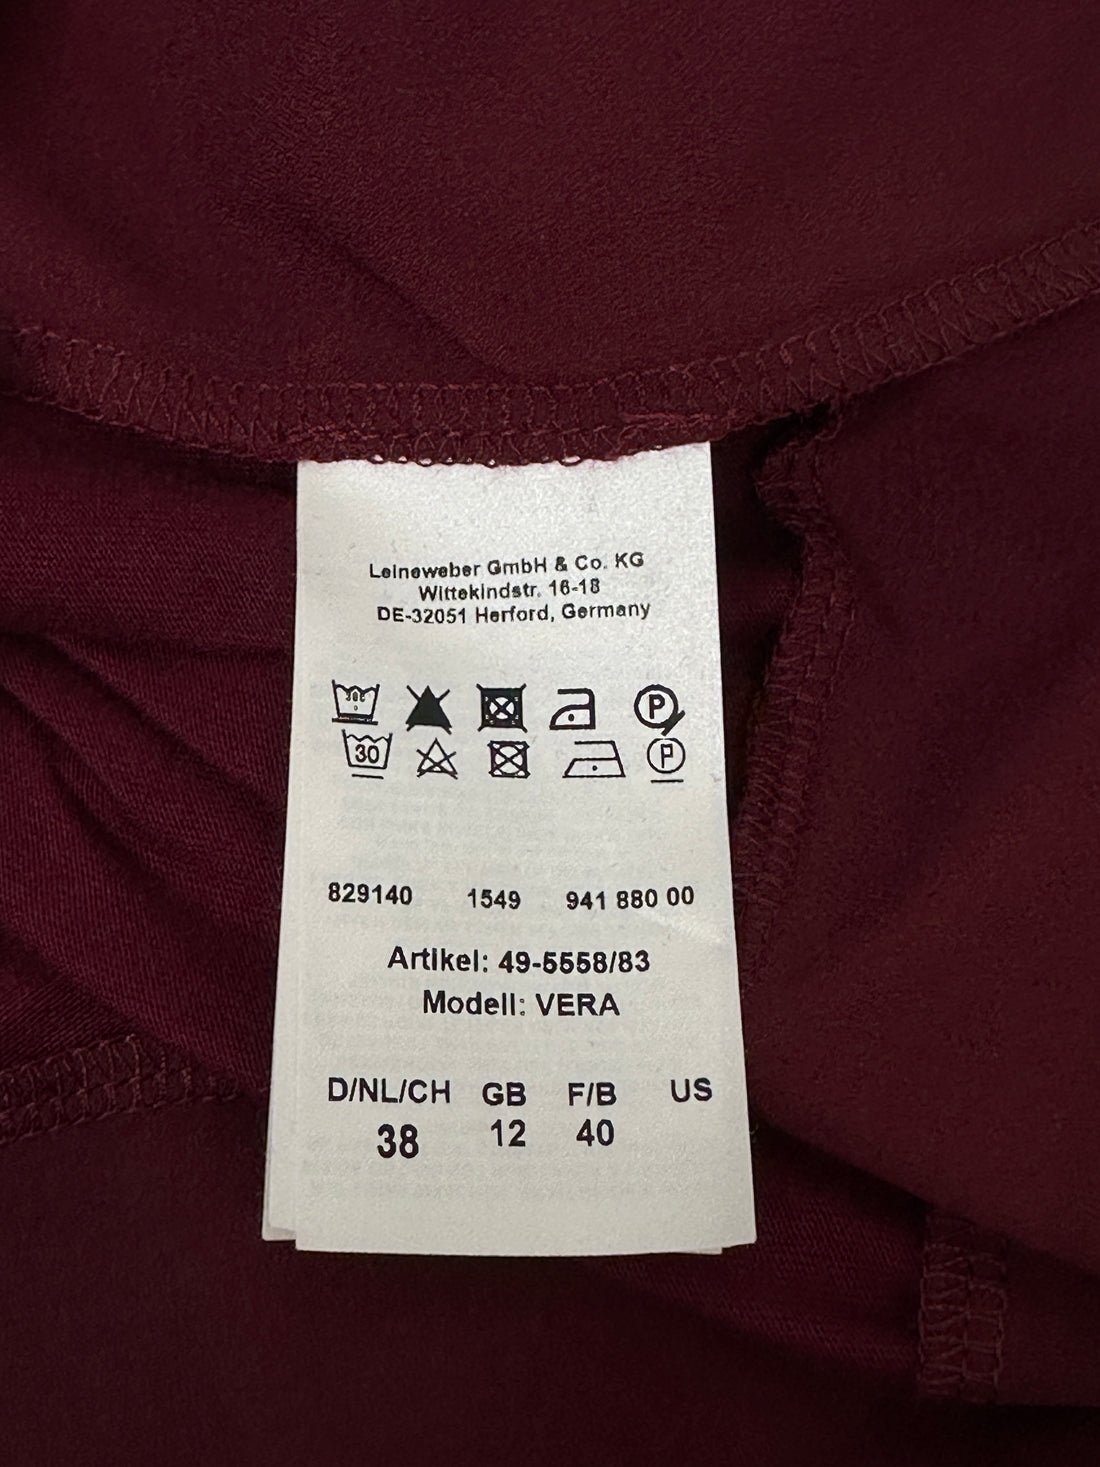 Leineweber GmbH & Co. KG
Wittekindstr. 16-18
DE-32051 Herford, Germany
P
30 P
829140 1549 941 880 00
Artikel: 49-5558/83
Modell: VERA
D/NL/CH GB F/B US
38 12 40